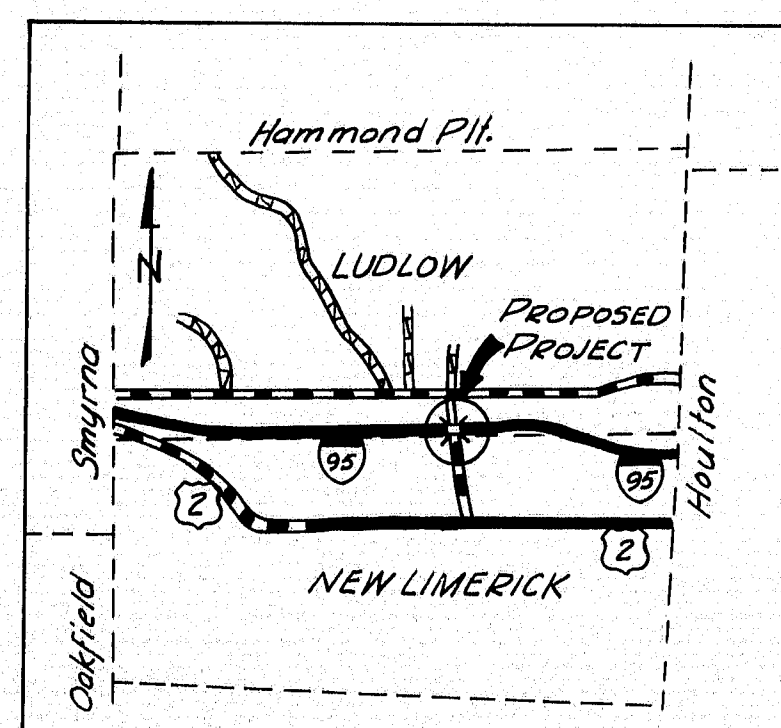 Hammond Plt.
N
LUDLOW
PROPOSED
PROJECT
Smyrna
95
95
Houlton
2
2
NEW LIMERICK
Oakfield